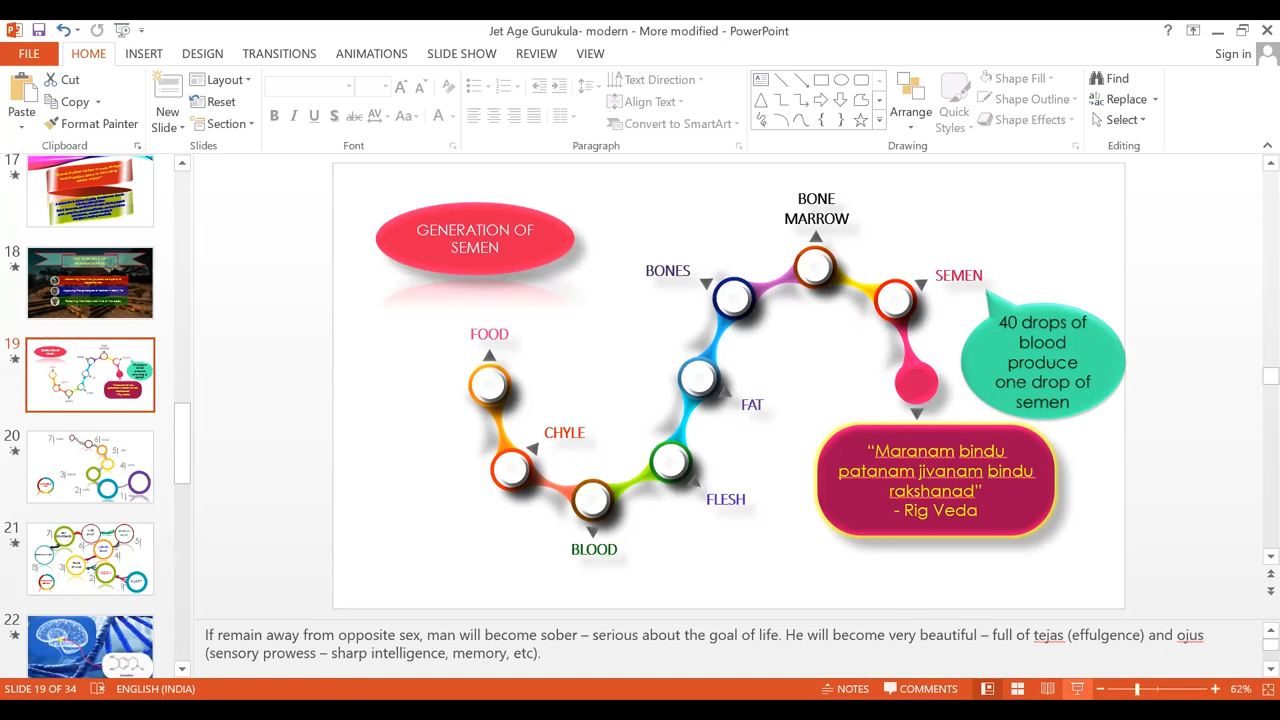 Jet Age Gurukula- modern - More modified - PowerPoint
FILE HOME INSERT DESIGN TRANSITIONS ANIMATIONS SLIDE SHOW REVIEW VIEW Sign in
Cut
Copy
Format Painter
Paste
Clipboard
New
Slide
Layout
Reset
Section
Slides
Font
Text Direction
Align Text
Convert to SmartArt
Paragraph
Arrange
Quick
Styles
Shape Fill
Shape Outline
Shape Effects
Drawing
Find
Replace
Select
Editing
17
18
19
20
21
22
GENERATION OF
SEMEN
FOOD
CHYLE
BLOOD
FLESH
FAT
BONES
BONE
MARROW
SEMEN
40 drops of
blood
produce
one drop of
semen
“Maranam bindu
patanam jivanam bindu
rakshanad”
- Rig Veda
If remain away from opposite sex, man will become sober – serious about the goal of life. He will become very beautiful – full of tejas (effulgence) and ojus
(sensory prowess – sharp intelligence, memory, etc).
SLIDE 19 OF 34 ENGLISH (INDIA) NOTES COMMENTS 62%